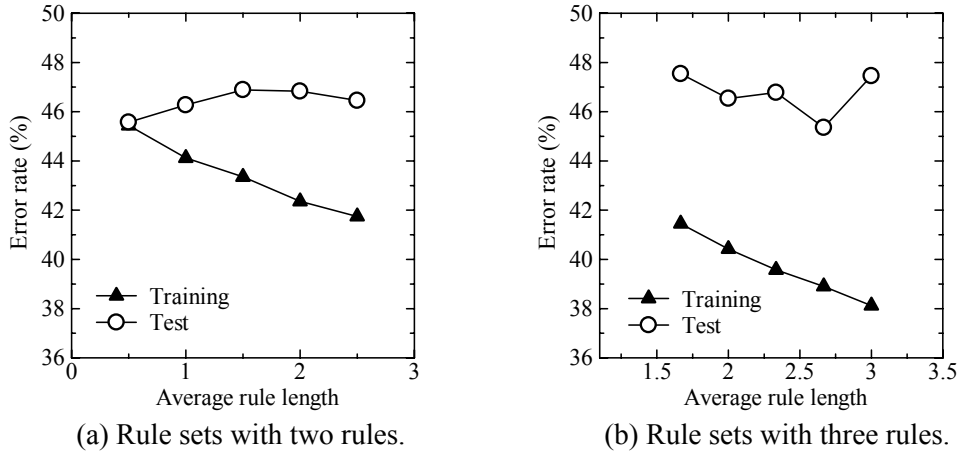 50
48
46
44
42
40
38
36
Error rate (%)
Training
Test
0
1
2
3
Average rule length
(a) Rule sets with two rules.
50
48
46
44
42
40
38
36
Error rate (%)
Training
Test
1.5
2
2.5
3
3.5
Average rule length
(b) Rule sets with three rules.